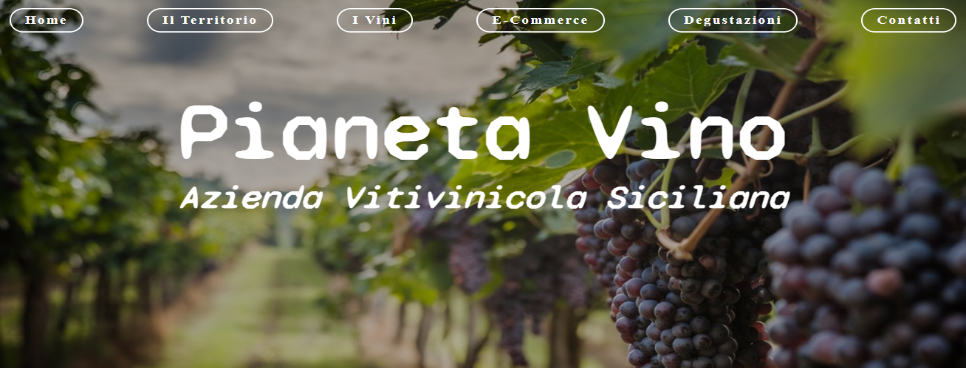 Home Il Territorio I Vini E-Commerce Degustazioni Contatti
Pianeta Vino
Azienda Vitivinicola Siciliana